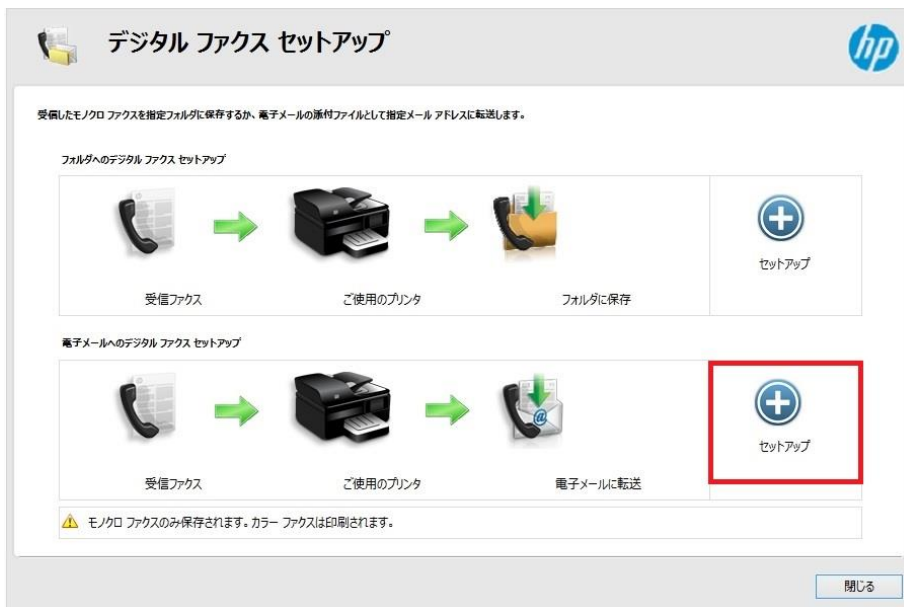 デジタル ファクス セットアップ
hp
受信したモノクロ ファクスを指定フォルダに保存するか、電子メールの添付ファイルとして指定メール アドレスに転送します。
フォルダへのデジタル ファクス セットアップ
セットアップ
受信ファクス ご使用のプリンタ フォルダに保存
電子メールへのデジタル ファクス セットアップ
@
セットアップ
受信ファクス ご使用のプリンタ 電子メールに転送
モノクロ ファクスのみ保存されます。カラー ファクスは印刷されます。
閉じる